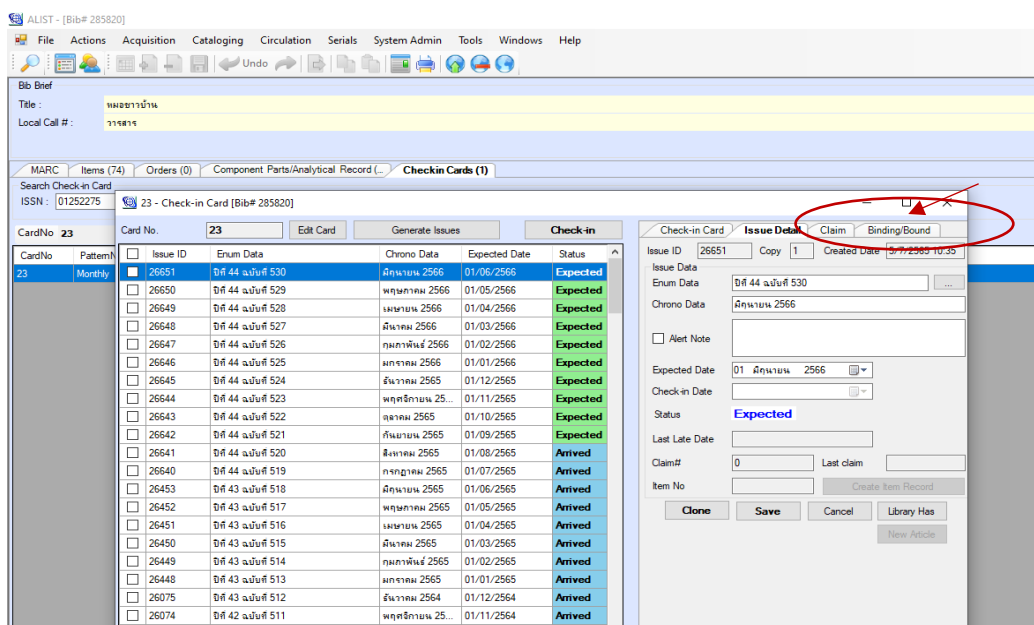 ALIST - [Bib# 285820]
File Actions Acquisition Cataloging Circulation Serials System Admin Tools Windows Help
Undo
Bib Brief
Title : หมอชาวบ้าน
Local Call # : วารสาร
MARC Items (74) Orders (0) Component Parts/Analytical Record (... Checkin Cards (1)
Search Check-in Card
ISSN : 01252275
CardNo 23
CardNo PatternN
23 Monthly
23 - Check-in Card [Bib# 285820]
Card No. 23 Edit Card Generate Issues Check-in
Issue ID Enum Data Chrono Data Expected Date Status
26651 ปีที่ 44 ฉบับที่ 530 มิถุนายน 2566 01/06/2566 Expected
26650 ปีที่ 44 ฉบับที่ 529 พฤษภาคม 2566 01/05/2566 Expected
26649 ปีที่ 44 ฉบับที่ 528 เมษายน 2566 01/04/2566 Expected
26648 ปีที่ 44 ฉบับที่ 527 มีนาคม 2566 01/03/2566 Expected
26647 ปีที่ 44 ฉบับที่ 526 กุมภาพันธ์ 2566 01/02/2566 Expected
26646 ปีที่ 44 ฉบับที่ 525 มกราคม 2566 01/01/2566 Expected
26645 ปีที่ 44 ฉบับที่ 524 ธันวาคม 2565 01/12/2565 Expected
26644 ปีที่ 44 ฉบับที่ 523 พฤศจิกายน 25... 01/11/2565 Expected
26643 ปีที่ 44 ฉบับที่ 522 ตุลาคม 2565 01/10/2565 Expected
26642 ปีที่ 44 ฉบับที่ 521 กันยายน 2565 01/09/2565 Expected
26641 ปีที่ 44 ฉบับที่ 520 สิงหาคม 2565 01/08/2565 Arrived
26640 ปีที่ 44 ฉบับที่ 519 กรกฎาคม 2565 01/07/2565 Arrived
26453 ปีที่ 43 ฉบับที่ 518 มิถุนายน 2565 01/06/2565 Arrived
26452 ปีที่ 43 ฉบับที่ 517 พฤษภาคม 2565 01/05/2565 Arrived
26451 ปีที่ 43 ฉบับที่ 516 เมษายน 2565 01/04/2565 Arrived
26450 ปีที่ 43 ฉบับที่ 515 มีนาคม 2565 01/03/2565 Arrived
26449 ปีที่ 43 ฉบับที่ 514 กุมภาพันธ์ 2565 01/02/2565 Arrived
26448 ปีที่ 43 ฉบับที่ 513 มกราคม 2565 01/01/2565 Arrived
26075 ปีที่ 43 ฉบับที่ 512 ธันวาคม 2564 01/12/2564 Arrived
26074 ปีที่ 42 ฉบับที่ 511 พฤศจิกายน 25... 01/11/2564 Arrived
Check-in Card Issue Detail Claim Binding/Bound
Issue ID 26651 Copy 1 Created Date 5/7/2565 10:35
Issue Data
Enum Data ปีที่ 44 ฉบับที่ 530 ...
Chrono Data มิถุนายน 2566
Alert Note
Expected Date 01 มิถุนายน 2566
Check-in Date
Status Expected
Last Late Date
Claim# 0 Last claim
Item No Create Item Record
Clone Save Cancel Library Has
New Article